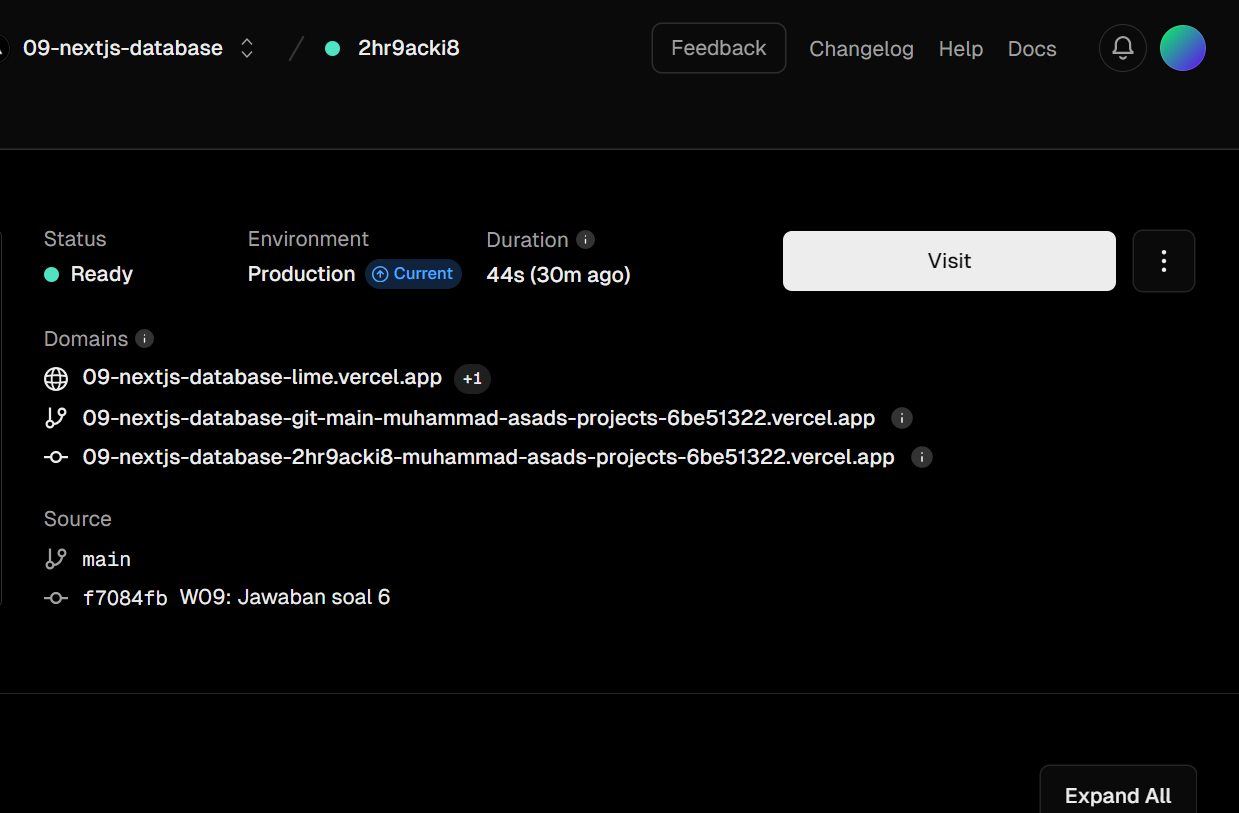 09-nextjs-database / 2hr9acki8 Feedback Changelog Help Docs
Status Environment Duration
Ready Production Current 44s (30m ago) Visit
Domains
09-nextjs-database-lime.vercel.app +1
09-nextjs-database-git-main-muhammad-asads-projects-6be51322.vercel.app
09-nextjs-database-2hr9acki8-muhammad-asads-projects-6be51322.vercel.app
Source
main
f7084fb W09: Jawaban soal 6
Expand All